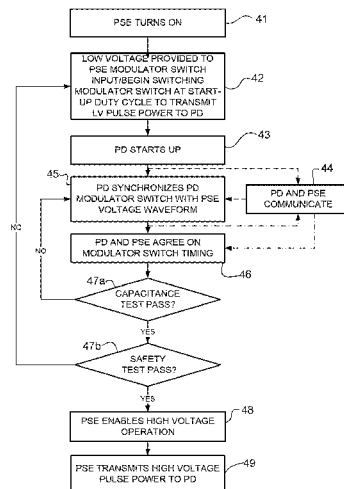 PSE TURNS ON
41
LOW VOLTAGE PROVIDED TO
PSE MODULATOR SWITCH
INPUT/BEGIN SWITCHING
MODULATOR SWITCH AT START-
UP DUTY CYCLE TO TRANSMIT
LV PULSE POWER TO PD
42
PD STARTS UP
43
44
45
PD SYNCHRONIZES PD
MODULATOR SWITCH WITH PSE
VOLTAGE WAVEFORM
PD AND PSE
COMMUNICATE
NO
NO
PD AND PSE AGREE ON
MODULATOR SWITCH TIMING
46
47a
CAPACITANCE
TEST PASS?
YES
47b
SAFETY
TEST PASS?
YES
PSE ENABLES HIGH VOLTAGE
OPERATION
48
PSE TRANSMITS HIGH VOLTAGE
PULSE POWER TO PD
49